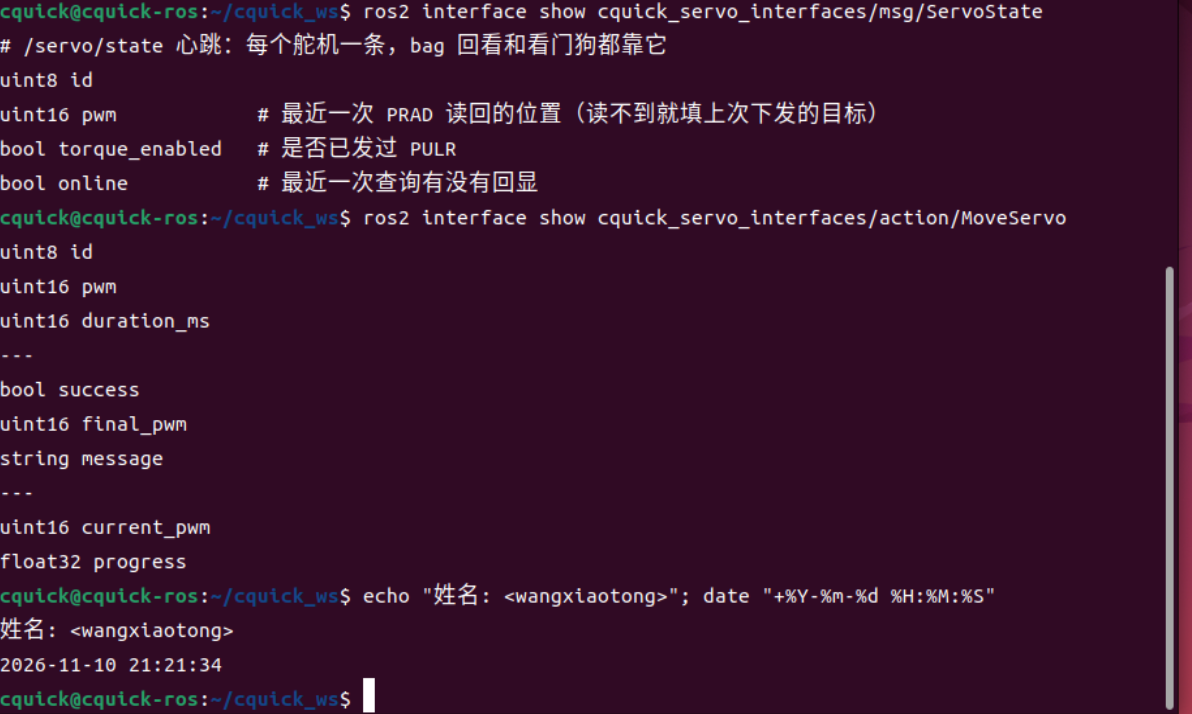 cquick@cquick-ros:~/cquick_ws$ ros2 interface show cquick_servo_interfaces/msg/ServoState
# /servo/state 心跳：每个舵机一条，bag 回看和看门狗都靠它
uint8 id
uint16 pwm            # 最近一次 PRAD 读回的位置（读不到就填上次下发的目标）
bool torque_enabled   # 是否已发过 PULR
bool online           # 最近一次查询有没有回显
cquick@cquick-ros:~/cquick_ws$ ros2 interface show cquick_servo_interfaces/action/MoveServo
uint8 id
uint16 pwm
uint16 duration_ms
---
bool success
uint16 final_pwm
string message
---
uint16 current_pwm
float32 progress
cquick@cquick-ros:~/cquick_ws$ echo "姓名: <wangxiaotong>"; date "+%Y-%m-%d %H:%M:%S"
姓名: <wangxiaotong>
2026-11-10 21:21:34
cquick@cquick-ros:~/cquick_ws$